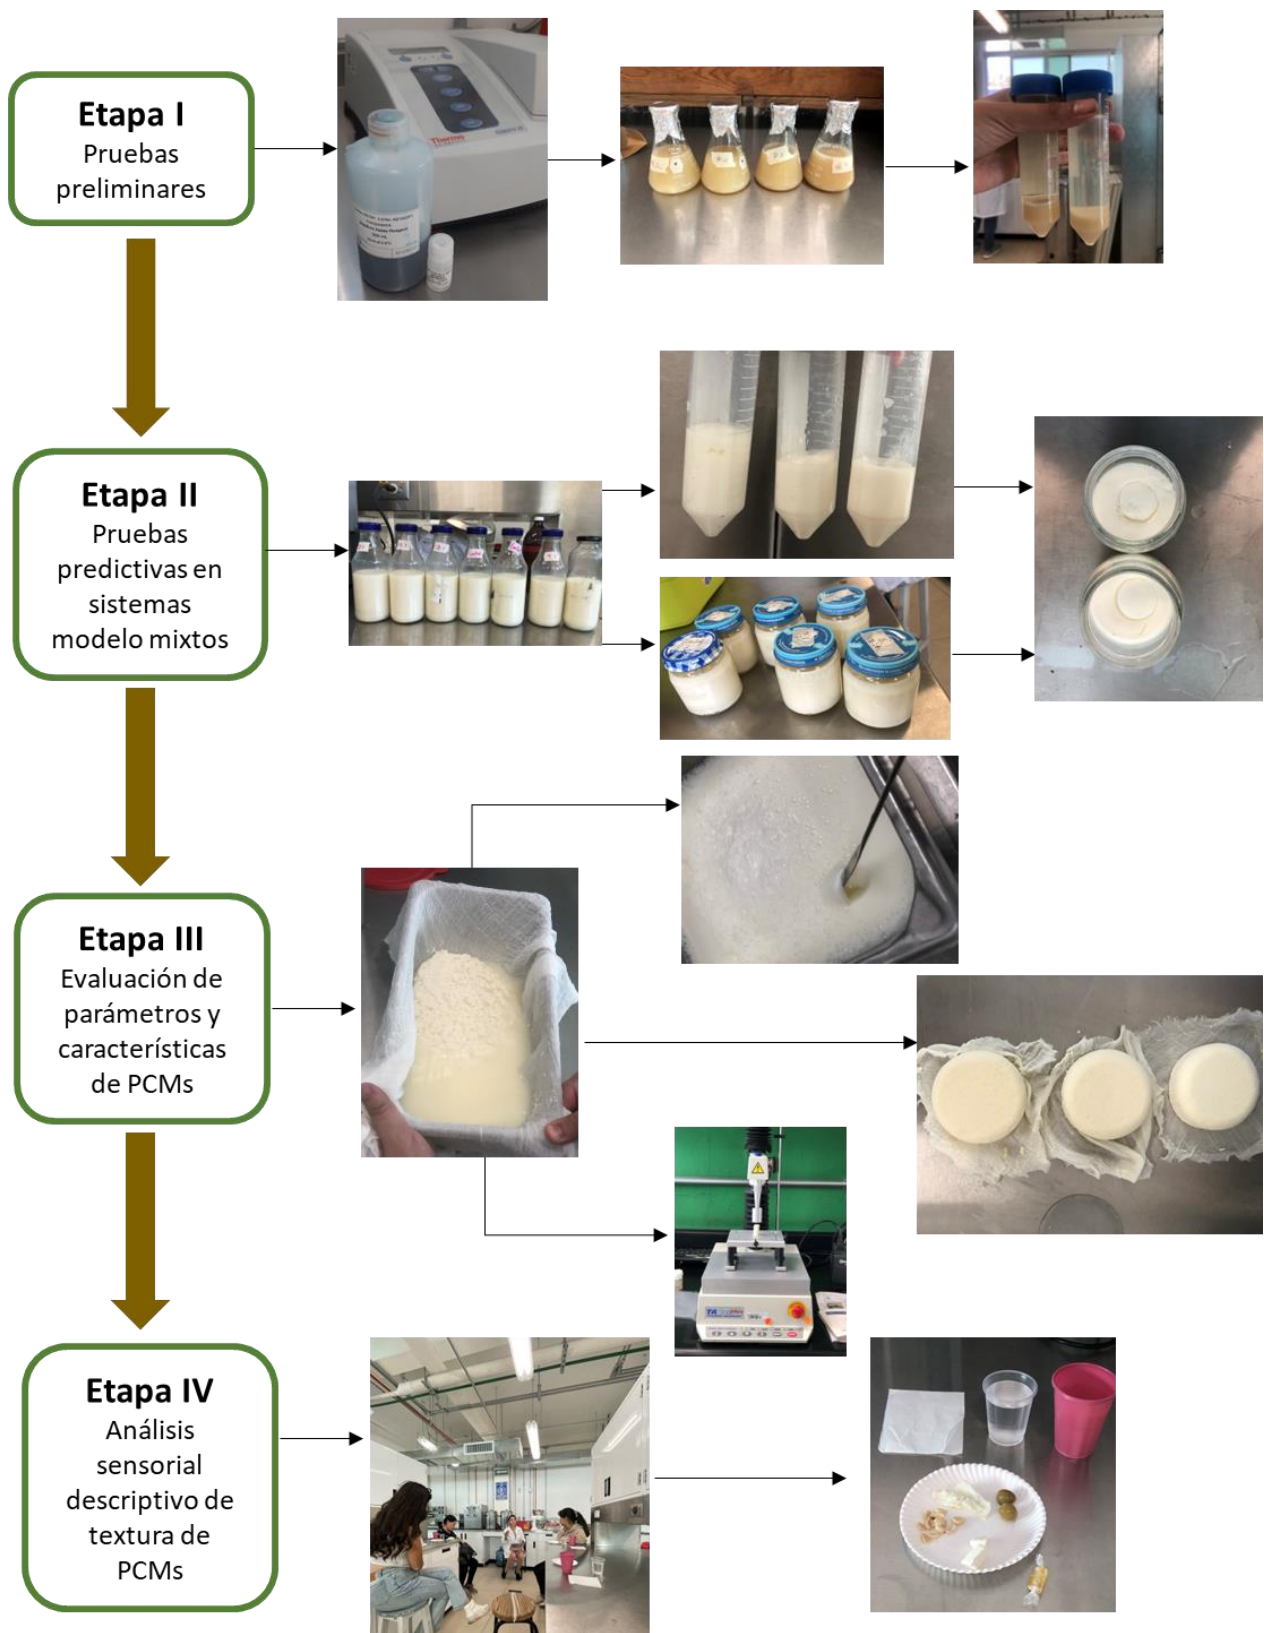 Etapa I
Pruebas
preliminares
Thermo
Etapa II
Pruebas
predictivas en
sistemas
modelo mixtos
Etapa III
Evaluación de
parámetros y
características
de PCMs
Etapa IV
Análisis
sensorial
descriptivo de
textura de
PCMs